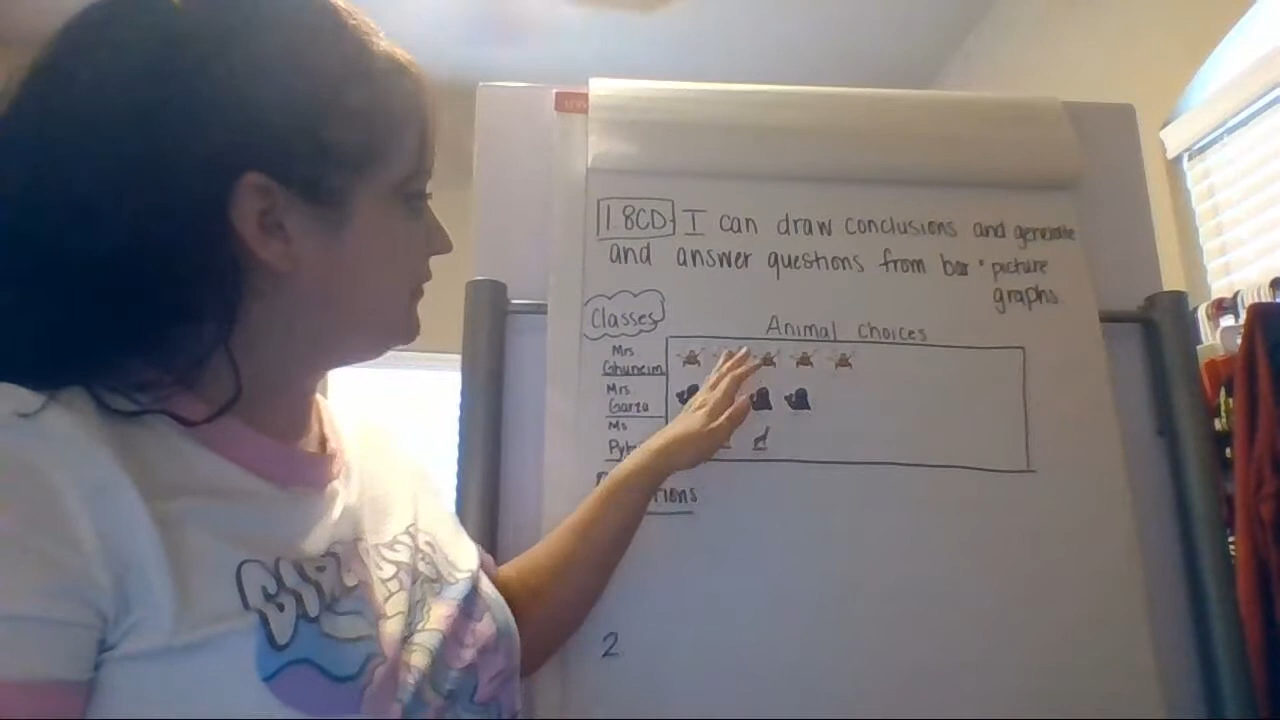 1.8CD I can draw conclusions and generate
and answer questions from bar picture
graphs.
Classes
Animal Choices
Mrs
Ghuneim
Mrs.
Garza
Ms
2